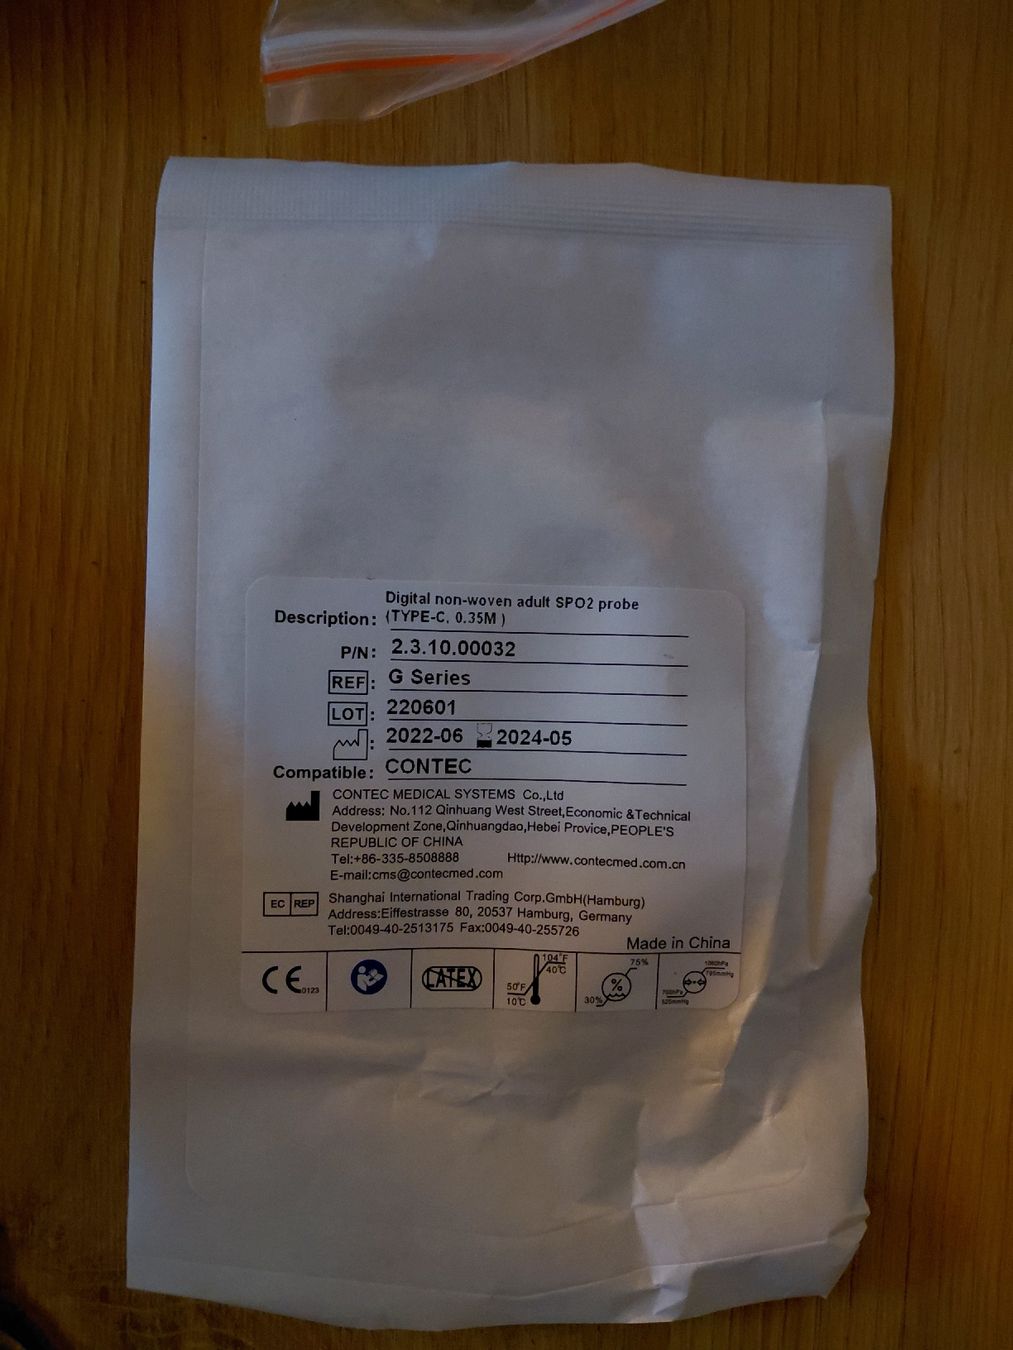 Digital non-woven adult SPO2 probe
Description: (TYPE-C, 0.35M )
P/N: 2.3.10.00032
REF: G Series
LOT: 220601
: 2022-06 2024-05
Compatible: CONTEC
CONTEC MEDICAL SYSTEMS Co.,Ltd
Address: No.112 Qinhuang West Street,Economic &Technical
Development Zone,Qinhuangdao,Hebei Provice,PEOPLE'S
REPUBLIC OF CHINA
Tel:+86-335-8508888 Http://www.contecmed.com.cn
E-mail:cms@contecmed.com
EC REP Shanghai International Trading Corp.GmbH(Hamburg)
Address:Eiffestrasse 80, 20537 Hamburg, Germany
Tel:0049-40-2513175 Fax:0049-40-255726
Made in China
CE 0123
LATEX
104°F
40°C
50°F
10°C
75%
%
30%
1060hPa
795mmHg
700hPa
525mmHg